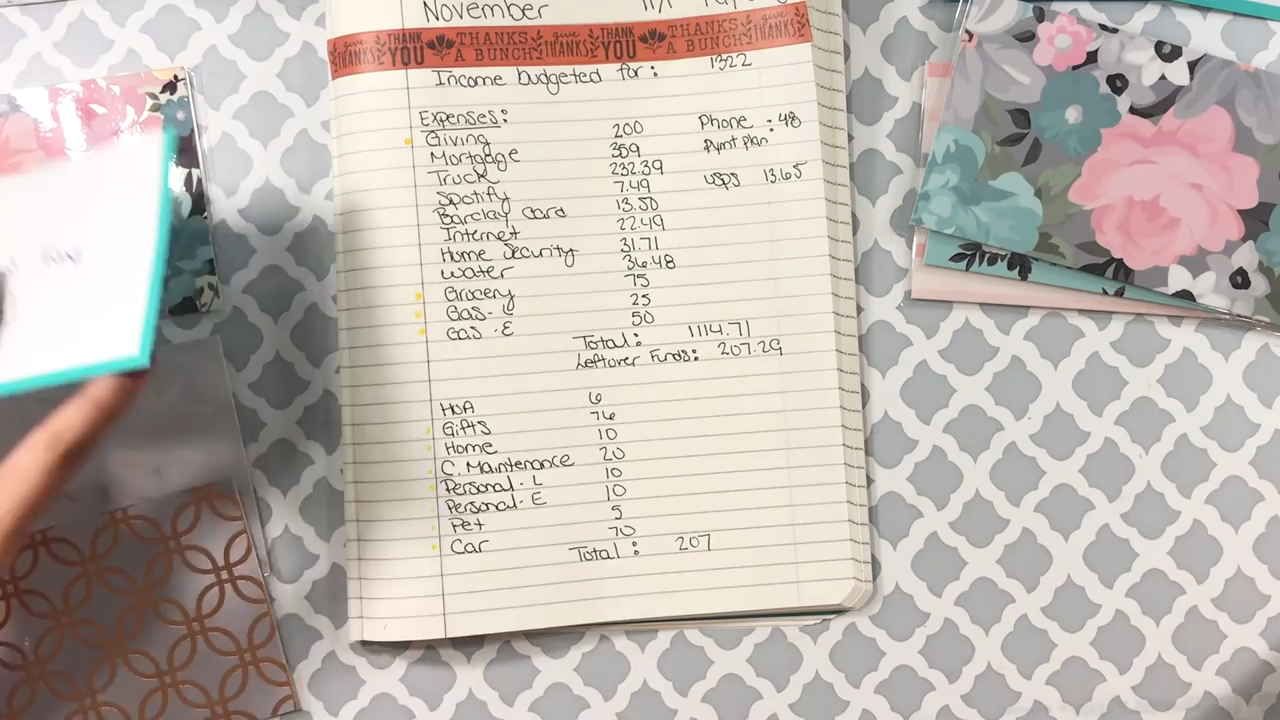 November
give THANKS THANK YOU THANKS A BUNCH give THANKS THANK YOU THANKS A BUNCH give THANKS
Income budgeted for: 1322
Expenses:
Giving 200 Phone : 48
Mortgage 359 Pymt plan
Truck 232.39 USPS 13.65
Spotify 7.49
Barclay Card 13.50
Internet 22.49
Home Security 31.71
Water 36.48
Grocery 75
Gas - L 25
Gas - E 50
Total: 1114.71
Leftover Funds: 207.29
HOA 6
Gifts 76
Home 10
C. Maintenance 20
Personal - L 10
Personal - E 10
Pet 5
Car 70
Total: 207